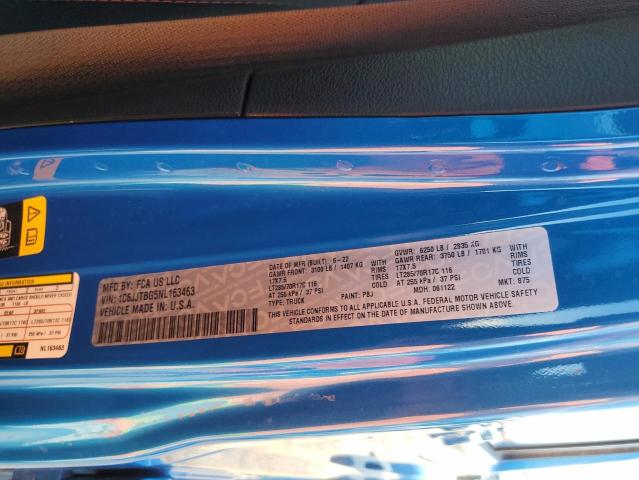 MFD BY: FCA US LLC
VIN: 1C6JJTBG5NL163463
VEHICLE MADE IN: U.S.A.
DATE OF MFR (BUILT) 6-22
GAWR FRONT 3100 LB / 1407 KG WITH
17X7.5 RIMS
LT285/70R17C 116 TIRES
AT 255 kPa / 37 PSI COLD
TYPE: TRUCK PAINT: PBJ
GVWR: 6250 LB / 2835 KG
GAWR REAR: 3750 LB / 1701 KG WITH
17X7.5 RIMS
LT285/70R17C 116 TIRES
AT 255 kPa / 37 PSI COLD
MDH: 061122 MKT: 875
THIS VEHICLE CONFORMS TO ALL APPLICABLE U.S.A. FEDERAL MOTOR VEHICLE SAFETY
STANDARDS IN EFFECT ON THE DATE OF MANUFACTURE SHOWN ABOVE.
NL163463